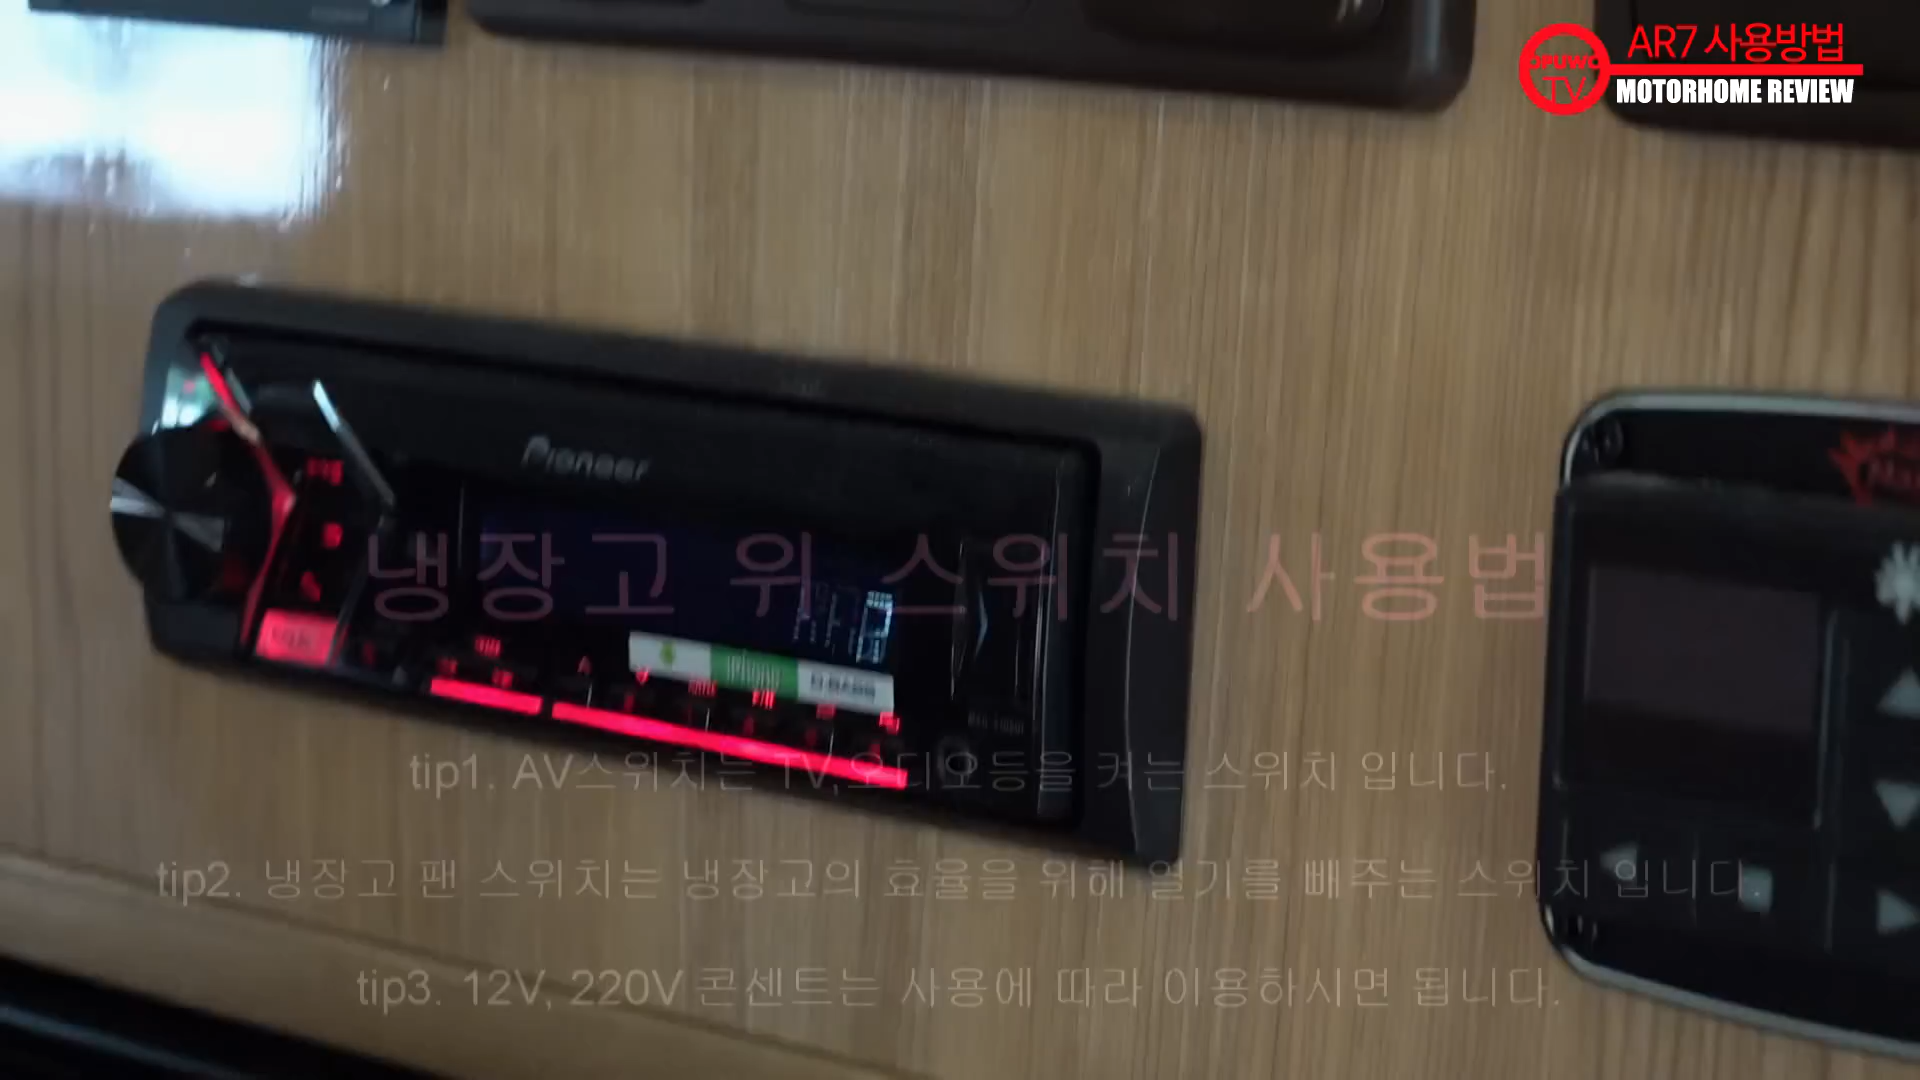 AR7 사용방법
OPUWO TV
MOTORHOME REVIEW
Pioneer
냉장고 위 스위치 사용법
iPhone
tip1. AV스위치는 TV,오디오등을 켜는 스위치 입니다.
tip2. 냉장고 팬 스위치는 냉장고의 효율을 위해 열기를 빼주는 스위치 입니다.
tip3. 12V, 220V 콘센트는 사용에 따라 이용하시면 됩니다.